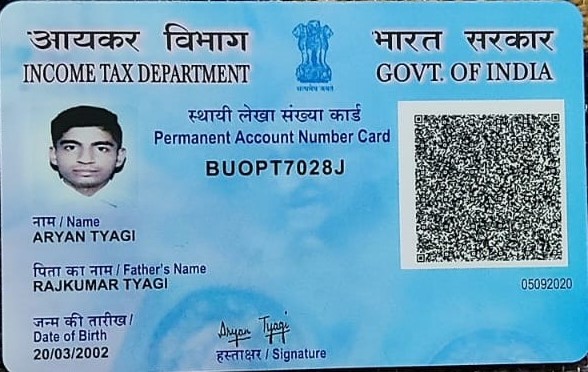 आयकर विभाग
INCOME TAX DEPARTMENT
भारत सरकार
GOVT. OF INDIA
सत्यमेव जयते
स्थायी लेखा संख्या कार्ड
Permanent Account Number Card
BUOPT7028J
नाम / Name
ARYAN TYAGI
पिता का नाम / Father's Name
RAJKUMAR TYAGI
05092020
जन्म की तारीख /
Date of Birth
20/03/2002
Aryan Tyagi
हस्ताक्षर / Signature